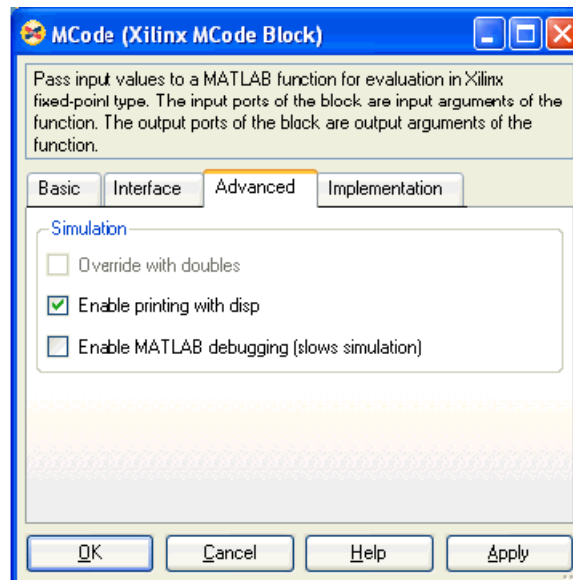 MCode (Xilinx MCode Block)
Pass input values to a MATLAB function for evaluation in Xilinx
fixed-point type. The input ports of the block are input arguments of the
function. The output ports of the block are output arguments of the
function.
Basic Interface Advanced Implementation
Simulation
Override with doubles
Enable printing with disp
Enable MATLAB debugging (slows simulation)
OK Cancel Help Apply